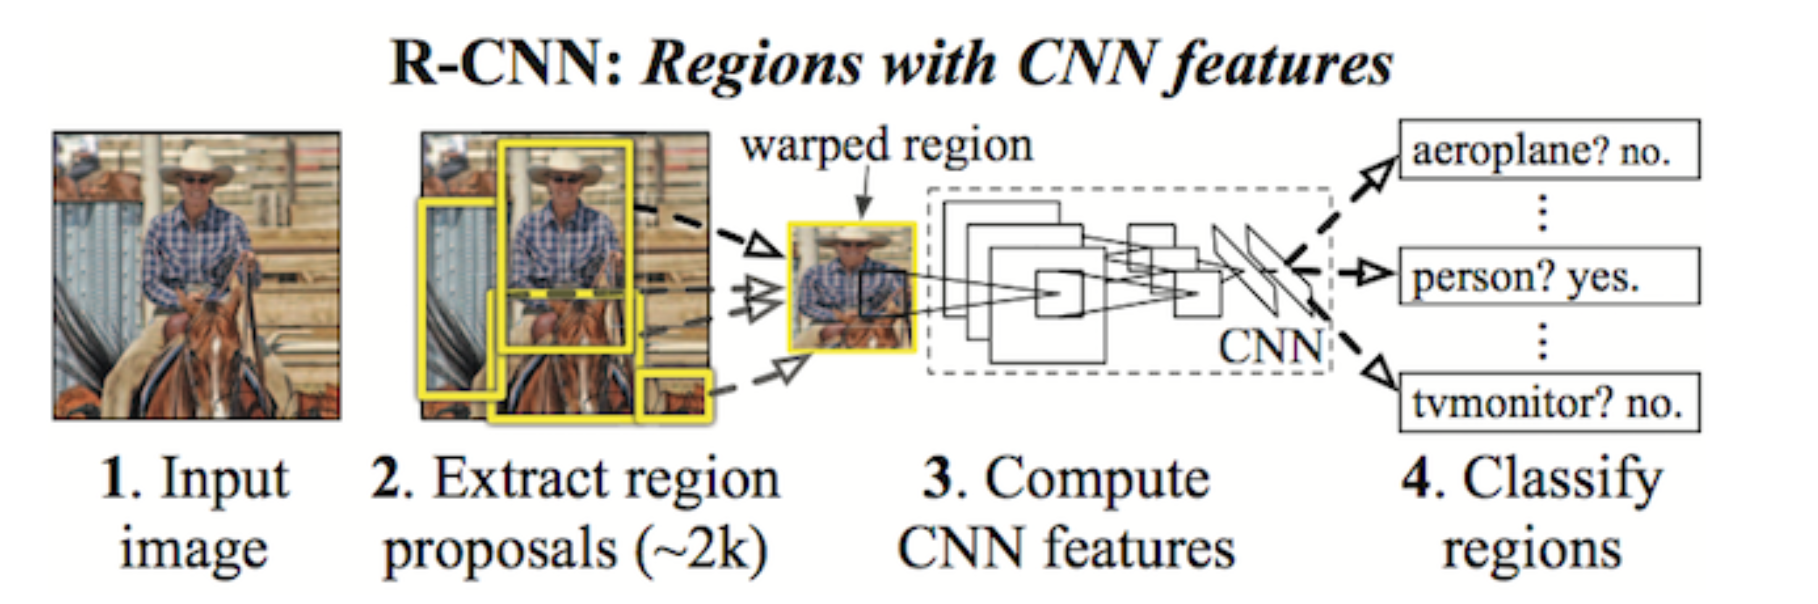 R-CNN: Regions with CNN features
warped region
aeroplane? no.
person? yes.
CNN
tvmonitor? no.
1. Input
image
2. Extract region
proposals (~2k)
3. Compute
CNN features
4. Classify
regions